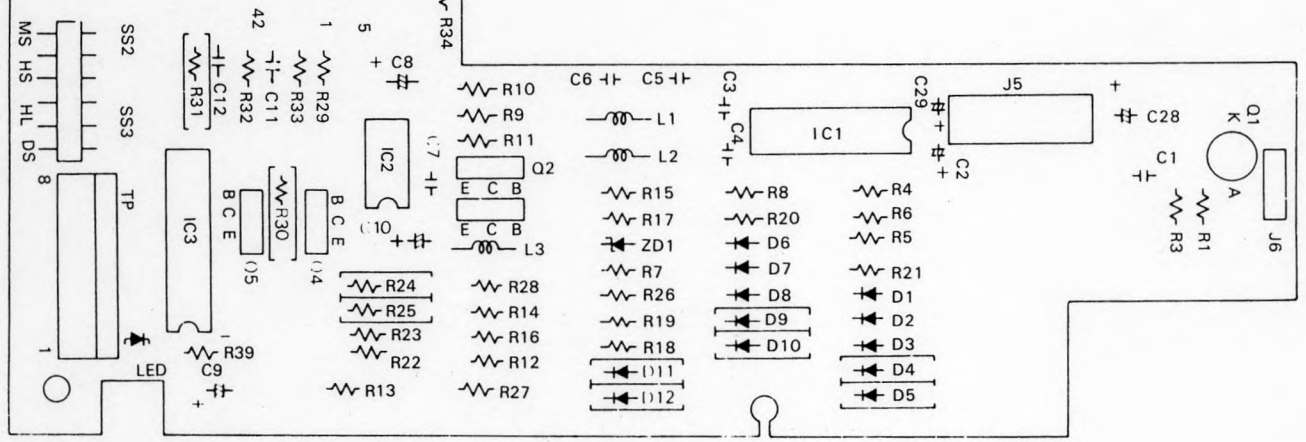 MS HS HL DS
SS2
SS3
8
TP
1
LED
R31
C12
42
R32
C11
1
R33
R29
5
+ C8
R34
IC3
B C E
R30
B C E
IC2
C7
+
R24
R25
R23
R22
R13
R39
C9
+
R10
R9
R11
Q2
E C B
E C B
L3
R28
R14
R16
R12
R27
C6
C5
L1
L2
R15
R17
ZD1
R7
R26
R19
R18
D11
D12
C3
C4
IC1
R8
R20
D6
D7
D8
D9
D10
C29
+
C2
+
J5
R4
R6
R5
R21
D1
D2
D3
D4
D5
+
C28
C1
Q1
K
A
R3
R1
J6